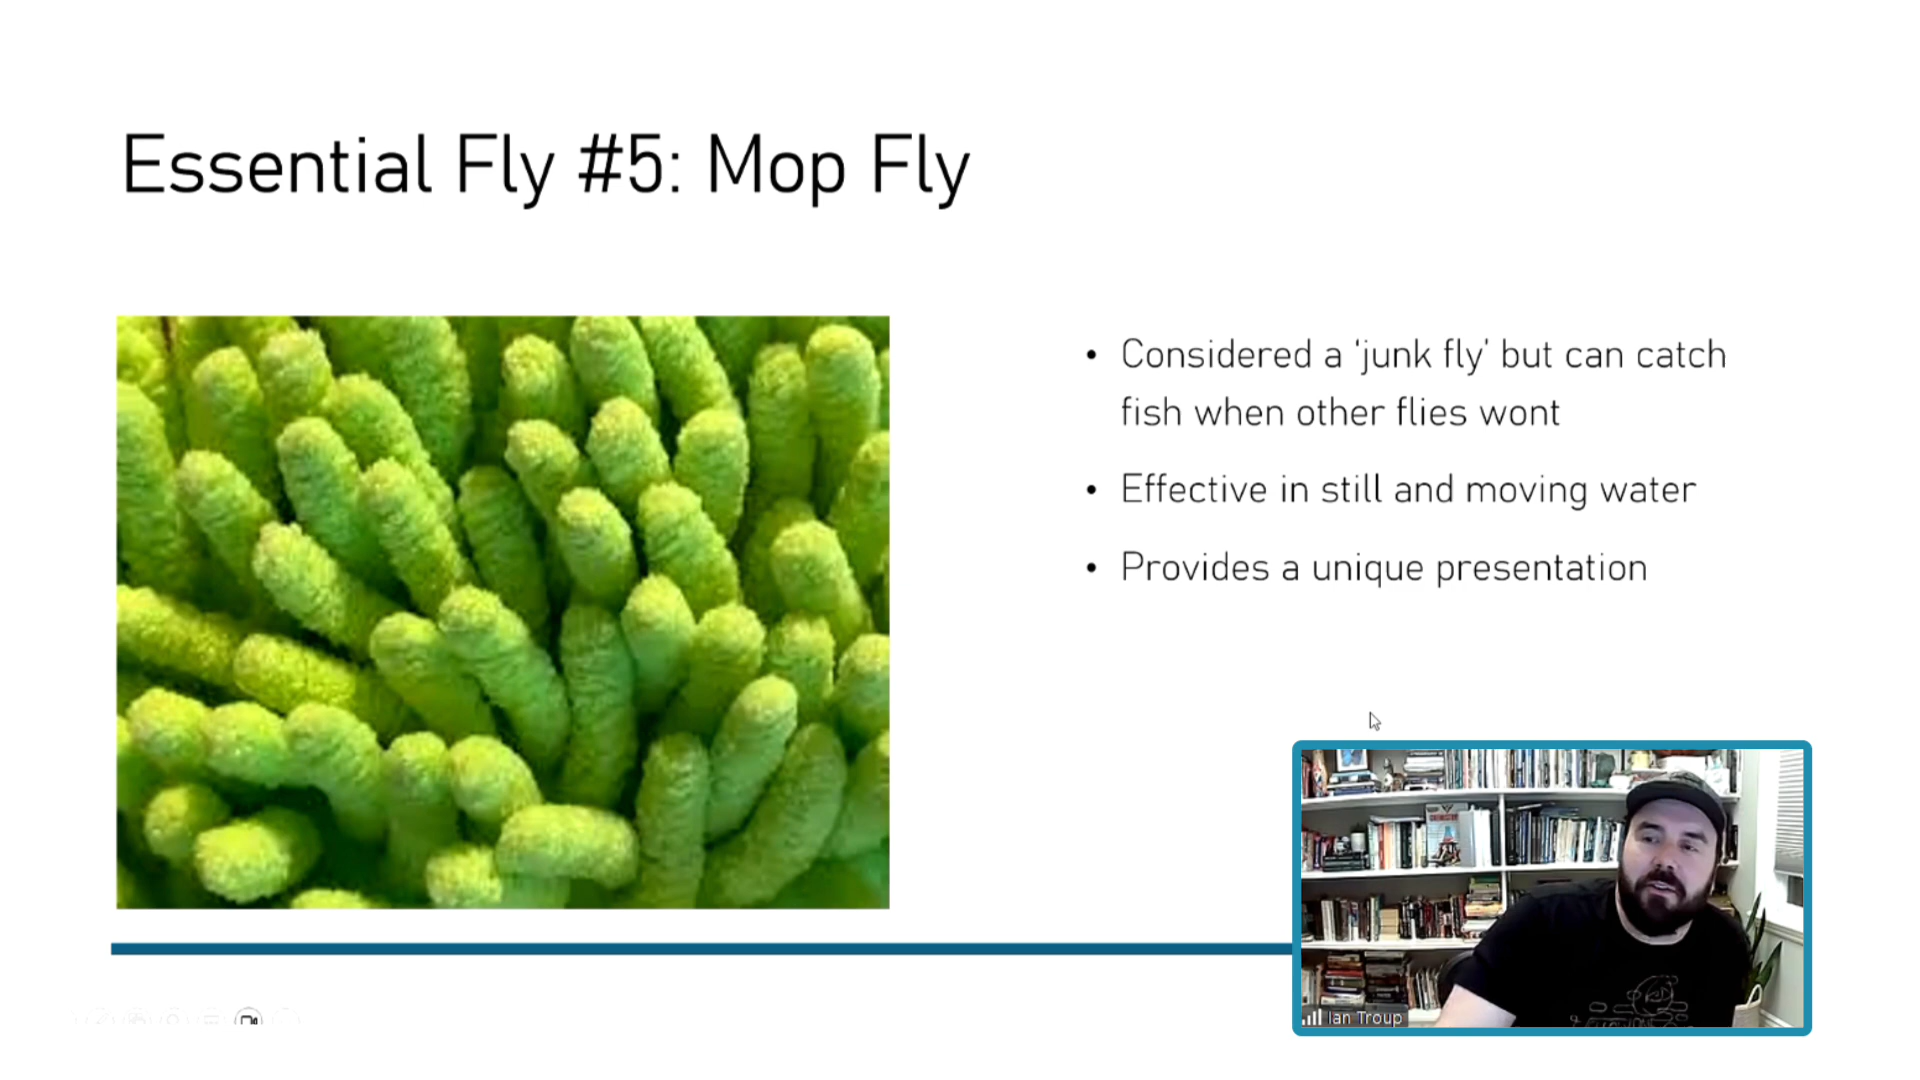 Essential Fly #5: Mop Fly
• Considered a ‘junk fly’ but can catch
fish when other flies wont
• Effective in still and moving water
• Provides a unique presentation
Ian Troup